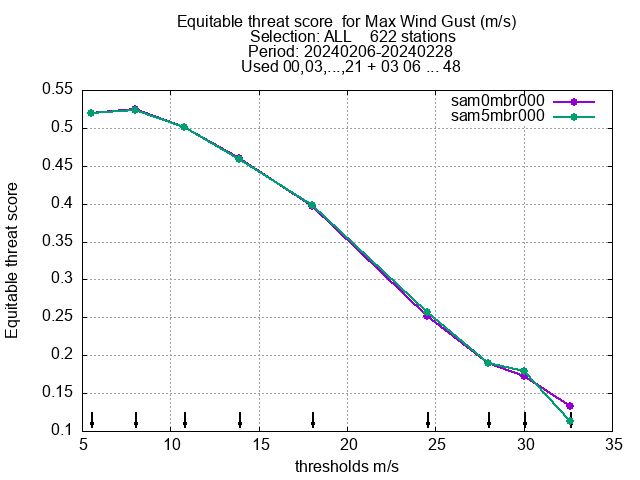 Equitable threat score  for Max Wind Gust (m/s)
Selection: ALL    622 stations
Period: 20240206-20240228
Used 00,03,...,21 + 03 06 ... 48
sam0mbr000
sam5mbr000
0.55
0.5
0.45
0.4
0.35
0.3
0.25
0.2
0.15
0.1
Equitable threat score
5
10
15
20
25
30
35
thresholds m/s